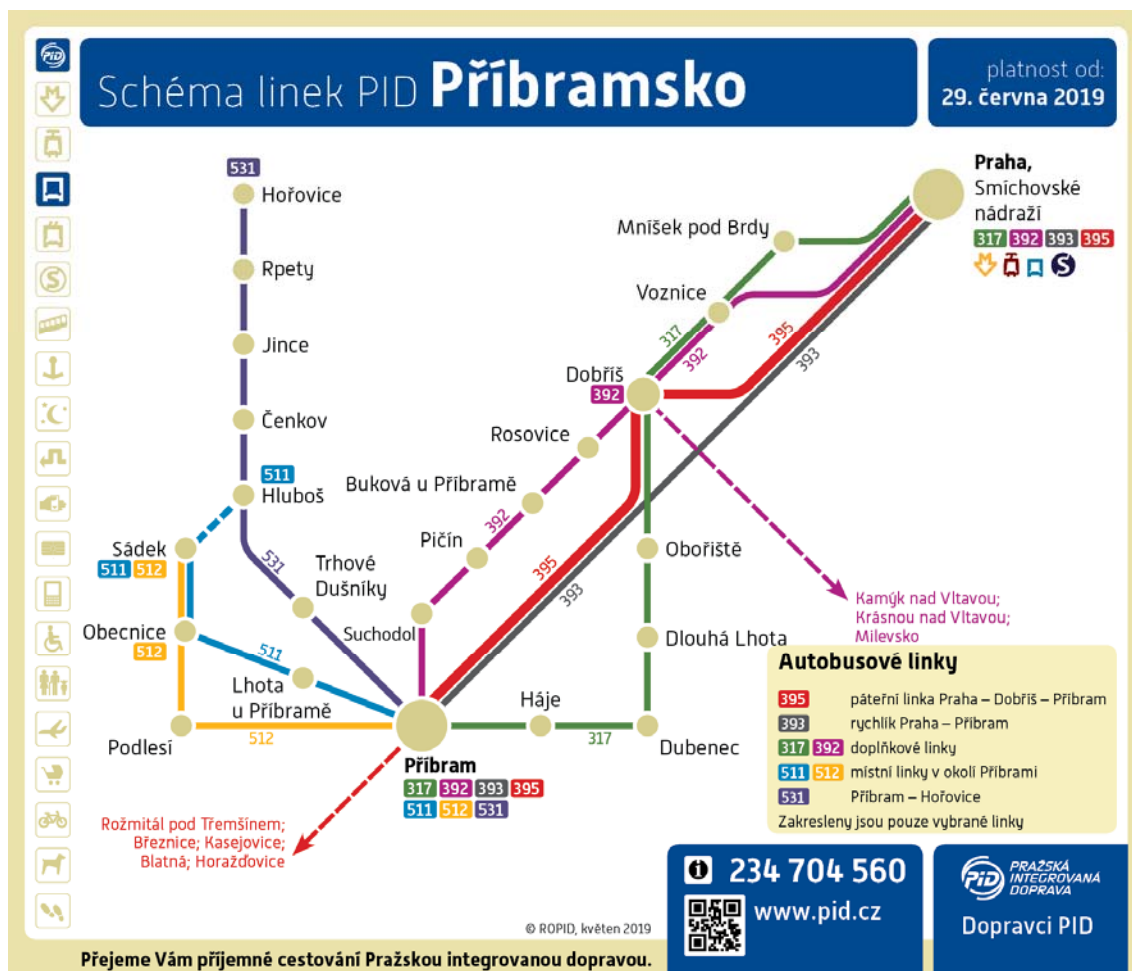 PiD
Schéma linek PID Příbramsko
platnost od:
29. června 2019
531
Hořovice
Rpety
Jince
Čenkov
511
Hluboš
Sádek
511 512
Obecnice
512
Podlesí
531
Trhové
Dušníky
511
Lhota
u Příbramě
512
Praha,
Smíchovské
nádraží
317 392 393 395
S
Mníšek pod Brdy
Voznice
317
392
395
393
Dobříš
392
Rosovice
Buková u Příbramě
392
Pičín
Suchodol
395
393
Obořiště
Dlouhá Lhota
Háje
317
Dubenec
Příbram
317 392 393 395
511 512 531
Kamýk nad Vltavou;
Krásnou nad Vltavou;
Milevsko
Rožmitál pod Třemšínem;
Březnice; Kasejovice;
Blatná; Horažďovice
Autobusové linky
395 páteřní linka Praha – Dobříš – Příbram
393 rychlík Praha – Příbram
317 392 doplňkové linky
511 512 místní linky v okolí Příbrami
531 Příbram – Hořovice
Zakresleny jsou pouze vybrané linky
234 704 560
www.pid.cz
PiD PRAŽSKÁ
INTEGROVANÁ
DOPRAVA
Dopravci PID
© ROPID, květen 2019
Přejeme Vám příjemné cestování Pražskou integrovanou dopravou.